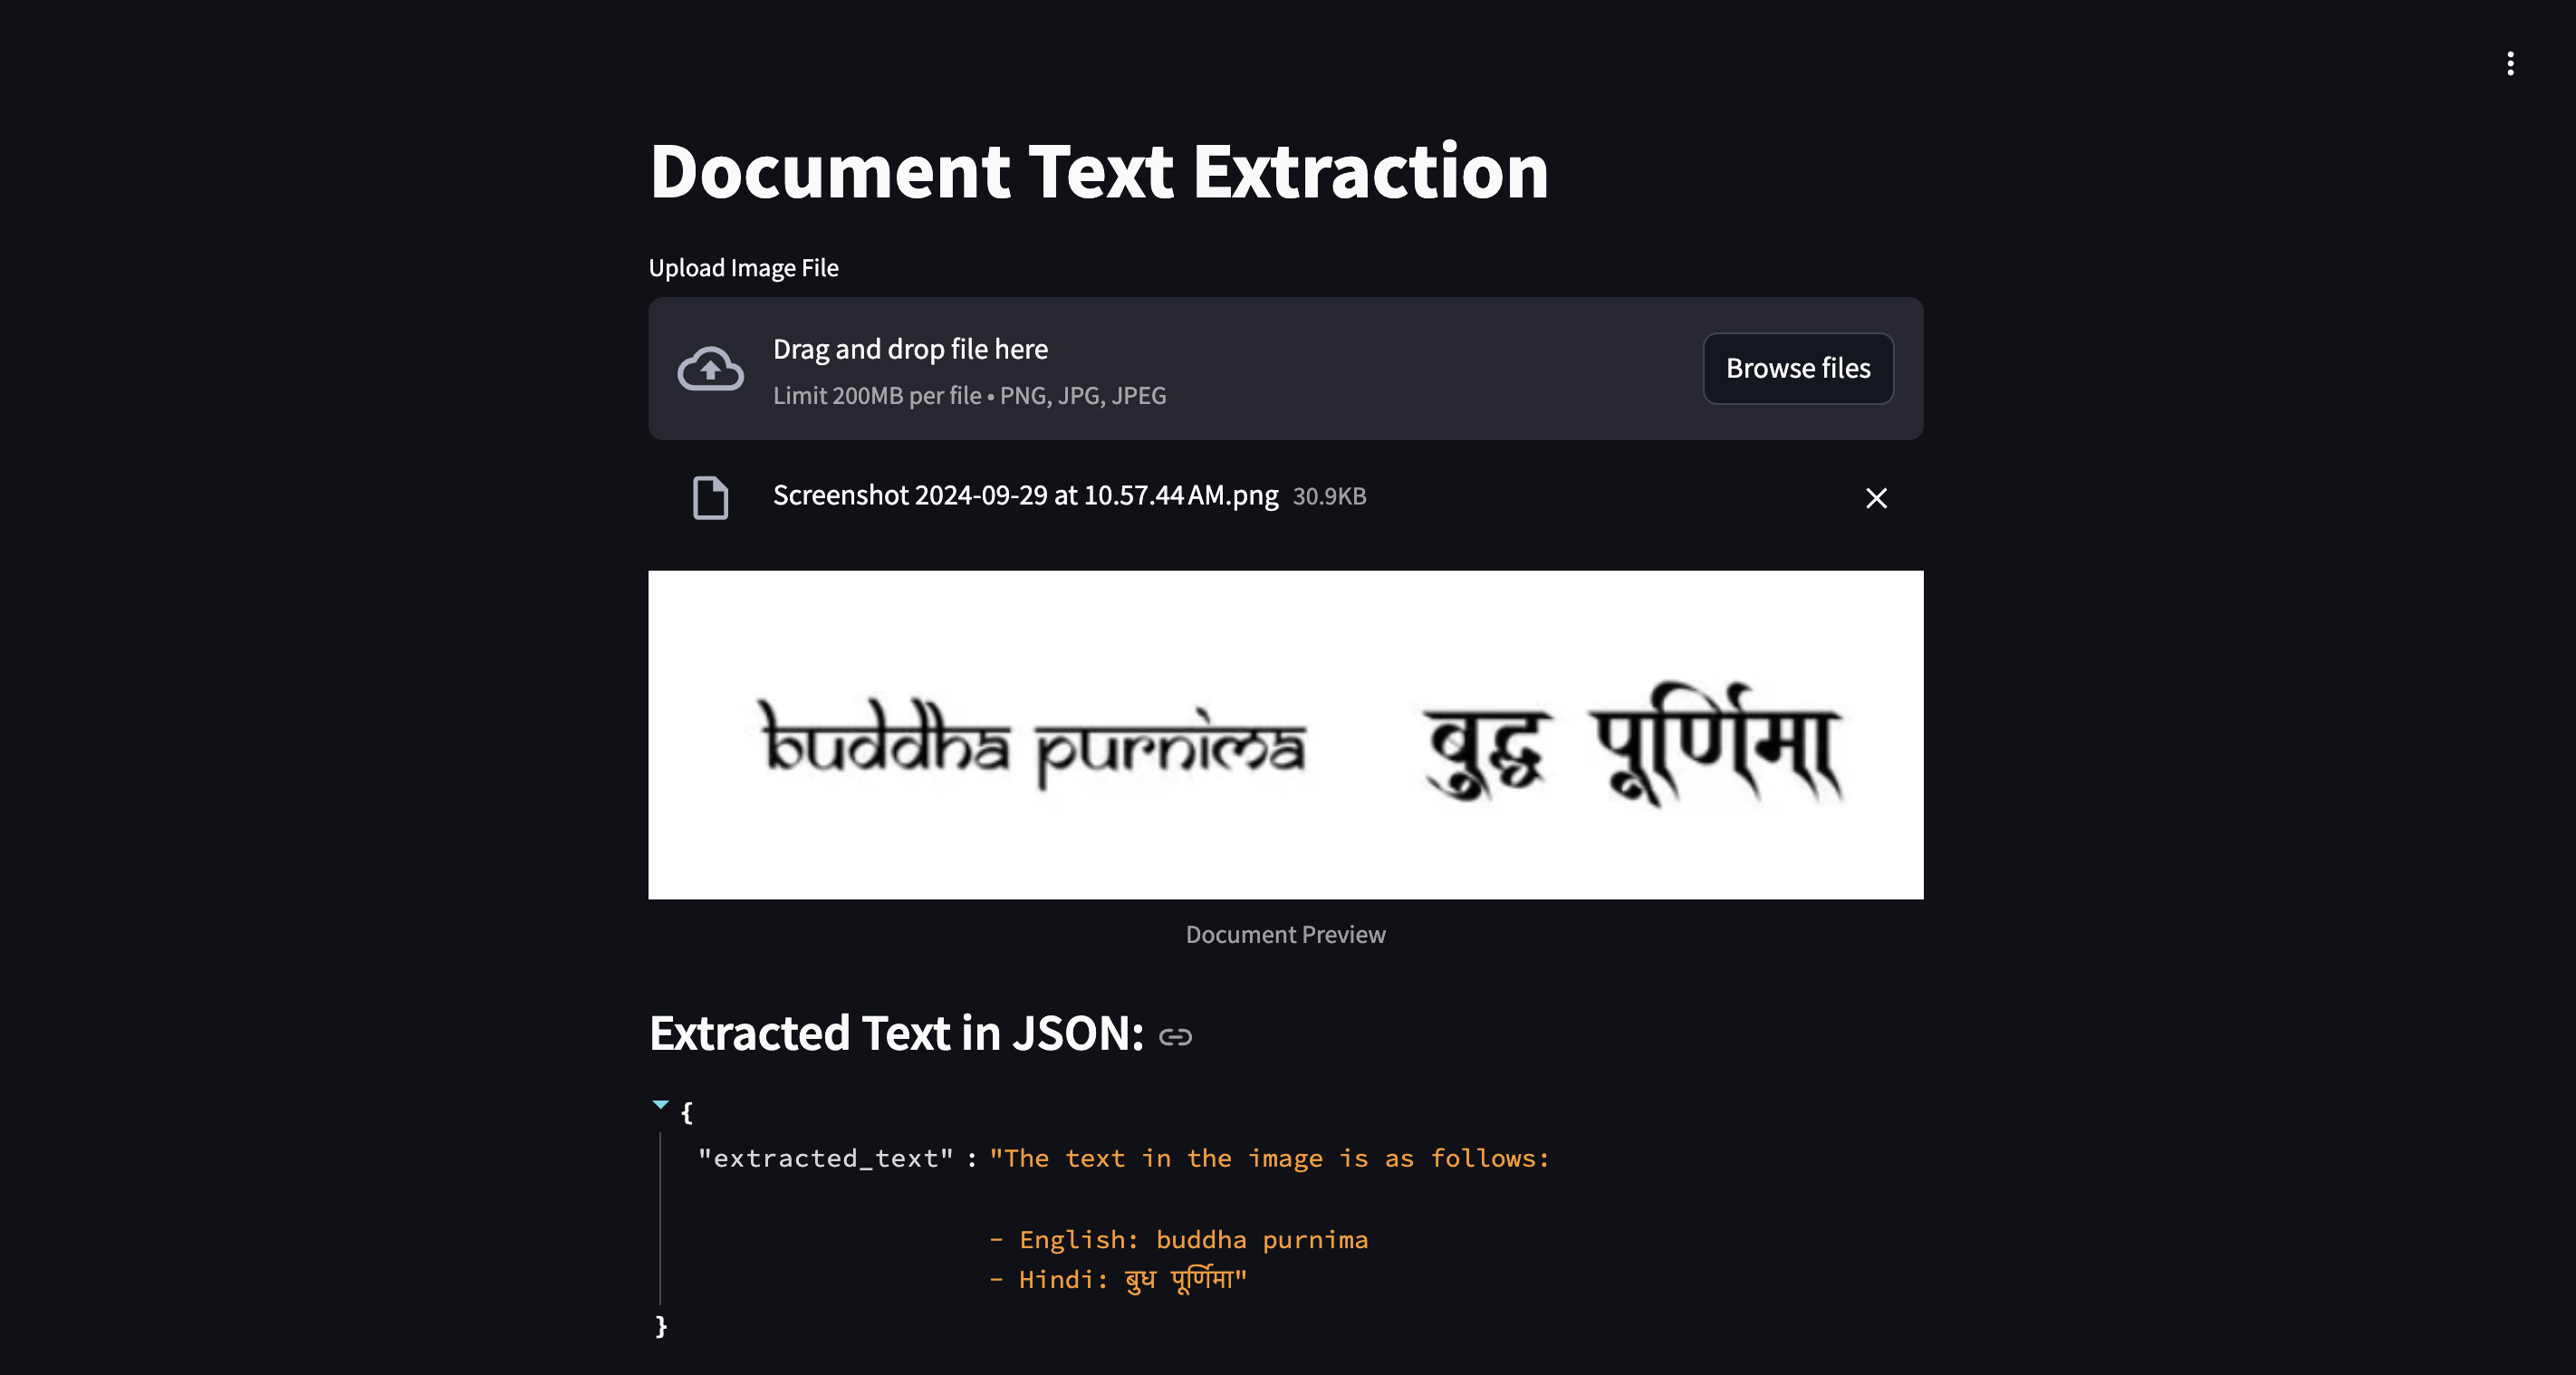 Document Text Extraction
Upload Image File
Drag and drop file here
Limit 200MB per file • PNG, JPG, JPEG
Browse files
Screenshot 2024-09-29 at 10.57.44 AM.png 30.9KB
buddha purnima बुद्ध पूर्णिमा
Document Preview
Extracted Text in JSON:
{
"extracted_text" : "The text in the image is as follows:
- English: buddha purnima
- Hindi: बुध पूर्णिमा"
}